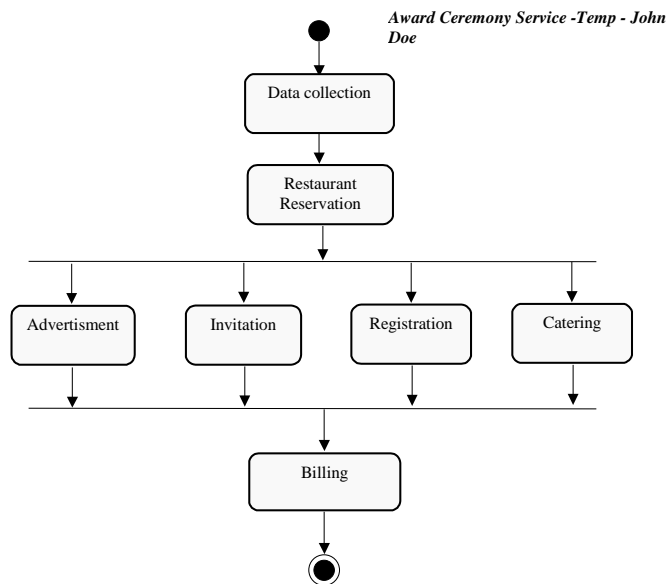 Award Ceremony Service -Temp - John
Doe
Data collection
Restaurant
Reservation
Advertisment
Invitation
Registration
Catering
Billing